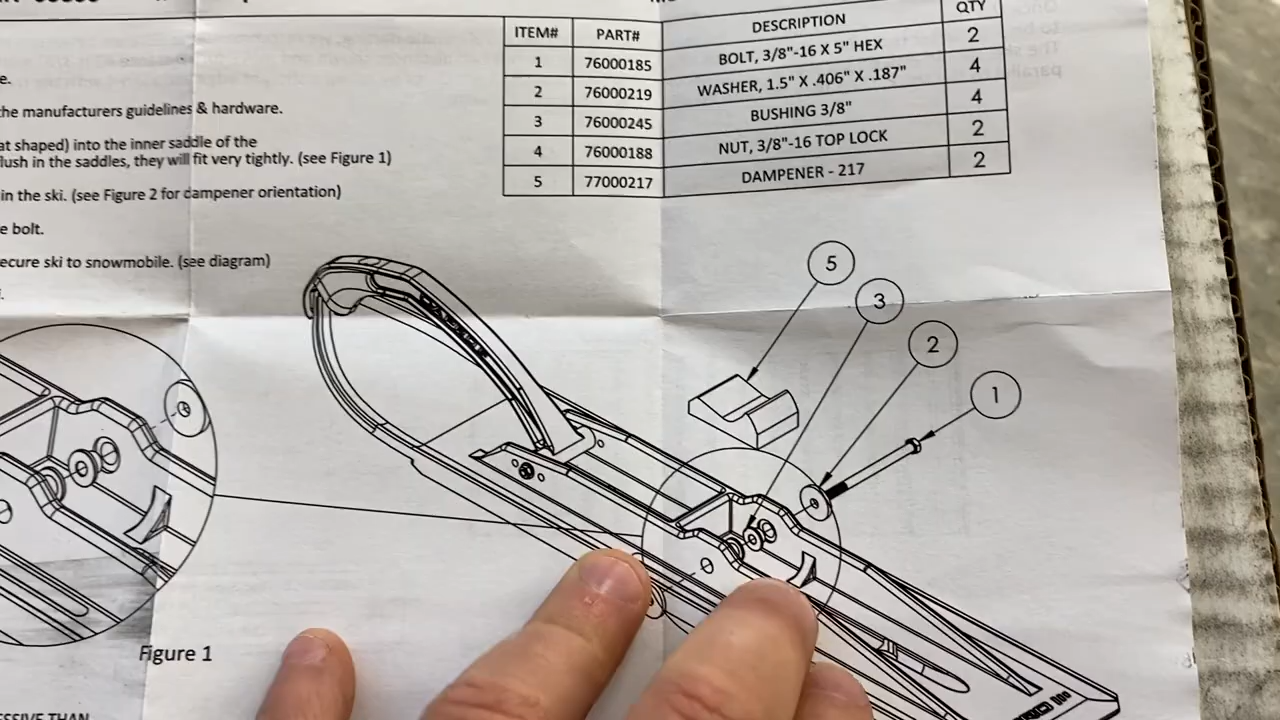 ITEM# PART# DESCRIPTION QTY
1 76000185 BOLT, 3/8"-16 X 5" HEX 2
2 76000219 WASHER, 1.5" X .406" X .187" 4
3 76000245 BUSHING 3/8" 4
4 76000188 NUT, 3/8"-16 TOP LOCK 2
5 77000217 DAMPENER - 217 2
e.
the manufacturers guidelines & hardware.
at shaped) into the inner saddle of the
lush in the saddles, they will fit very tightly. (see Figure 1)
in the ski. (see Figure 2 for dampener orientation)
e bolt.
ecure ski to snowmobile. (see diagram)
5
3
2
1
Figure 1
SSIVE THAN